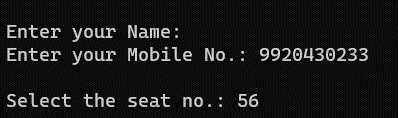 Enter your Name:
Enter your Mobile No.: 9920430233
Select the seat no.: 56